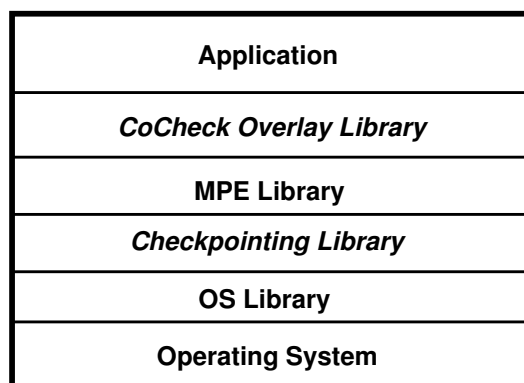 Application
CoCheck Overlay Library
MPE Library
Checkpointing Library
OS Library
Operating System